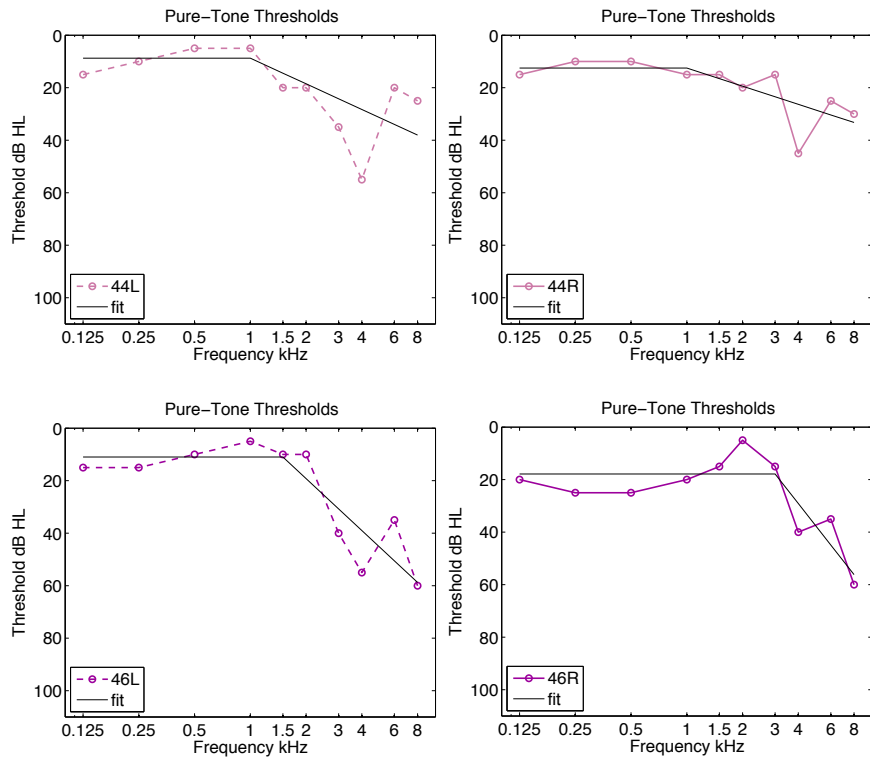 Pure-Tone Thresholds
0
20
40
60
80
100
Threshold dB HL
44L
fit
0.125 0.25 0.5 1 1.5 2 3 4 6 8
Frequency kHz
Pure-Tone Thresholds
0
20
40
60
80
100
Threshold dB HL
44R
fit
0.125 0.25 0.5 1 1.5 2 3 4 6 8
Frequency kHz
Pure-Tone Thresholds
0
20
40
60
80
100
Threshold dB HL
46L
fit
0.125 0.25 0.5 1 1.5 2 3 4 6 8
Frequency kHz
Pure-Tone Thresholds
0
20
40
60
80
100
Threshold dB HL
46R
fit
0.125 0.25 0.5 1 1.5 2 3 4 6 8
Frequency kHz